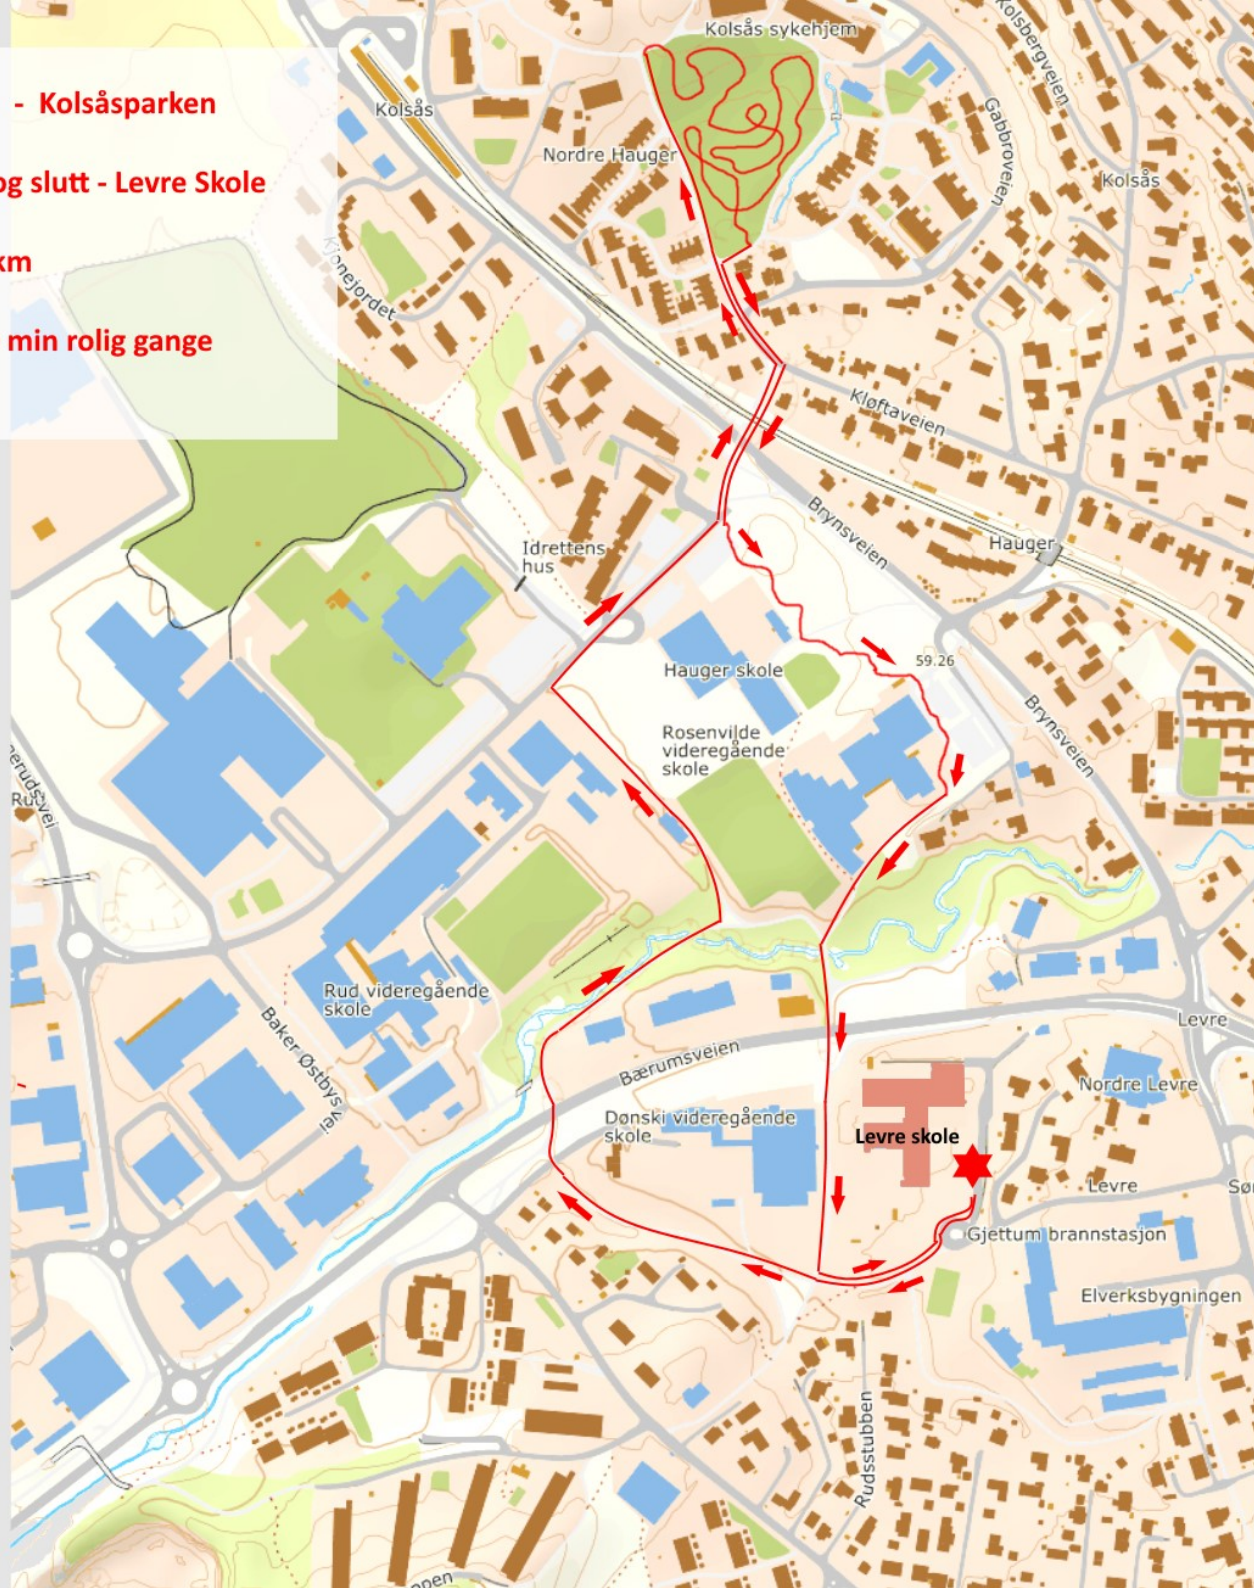 - Kolsåsparken
og slutt - Levre Skole
km
min rolig gange
Kolsås sykehjem
Kolsbergveien
Kolsås
Gabbroveien
Nordre Hauger
Kolsås
Kløftaveien
Brynsveien
Hauger
Idrettens
hus
59.26
Hauger skole
Brynsveien
Rosenvilde
videregående
skole
Rud videregående
skole
Baker Østbys vei
Bærumsveien
Levre
Nordre Levre
Dønski videregående
skole
Levre skole
Levre
Gjettum brannstasjon
Elverksbygningen
Rudsstubben